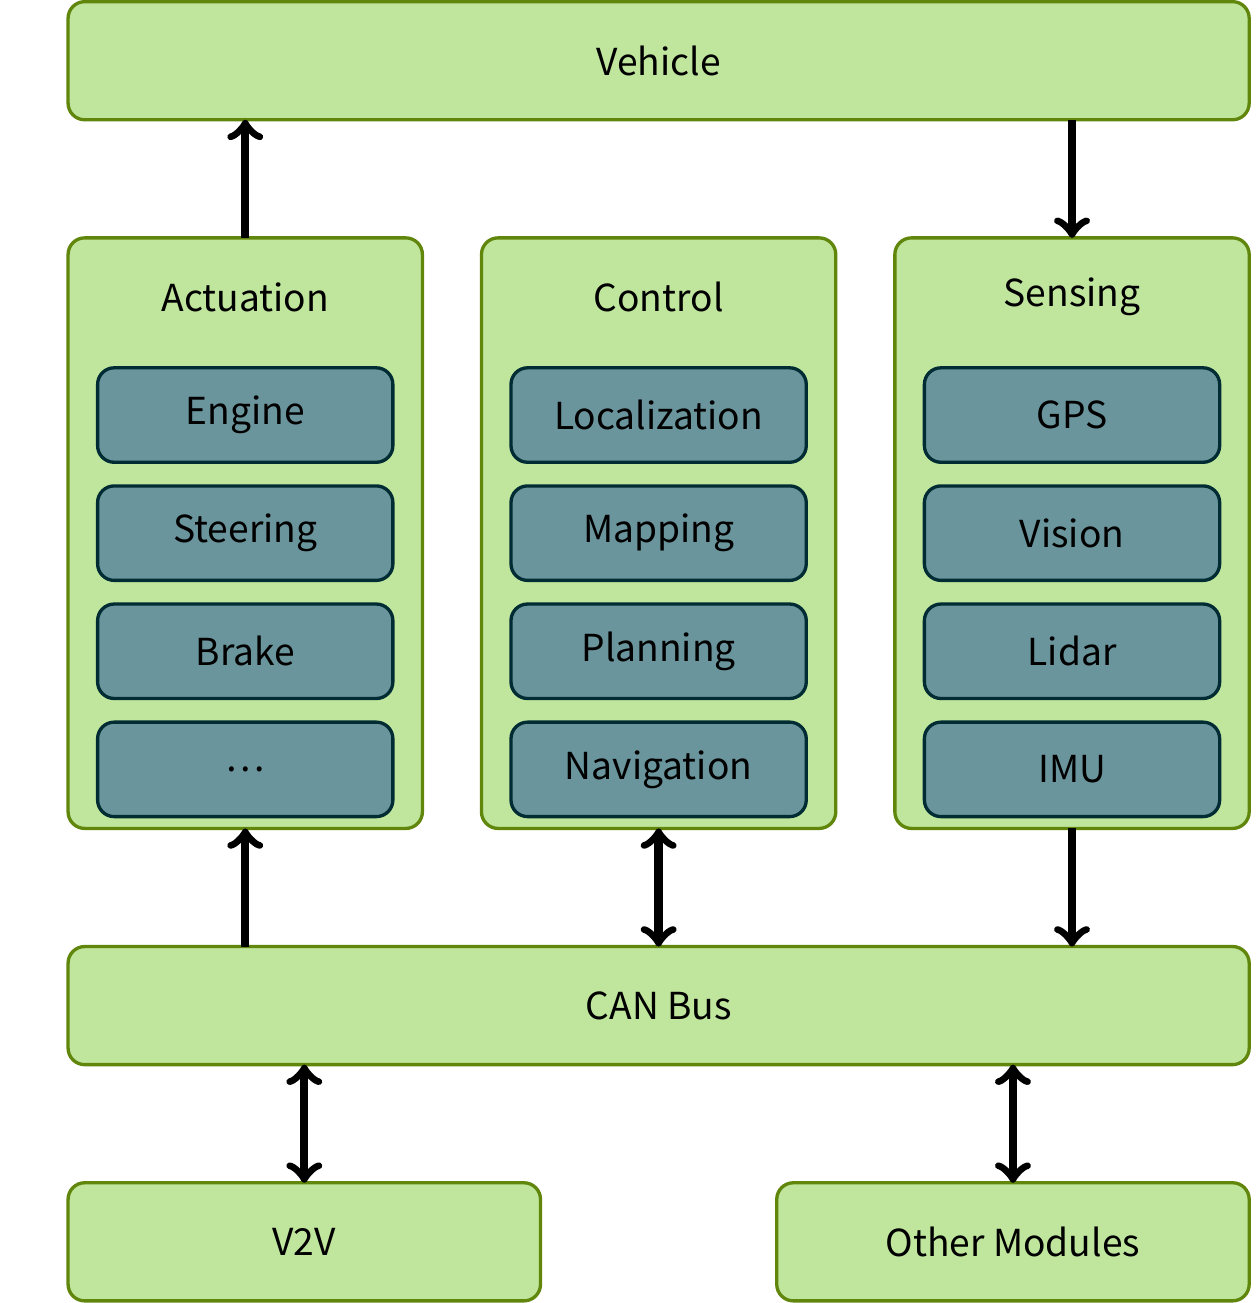 Vehicle
Actuation
Engine
Steering
Brake
…
Control
Localization
Mapping
Planning
Navigation
Sensing
GPS
Vision
Lidar
IMU
CAN Bus
V2V
Other Modules